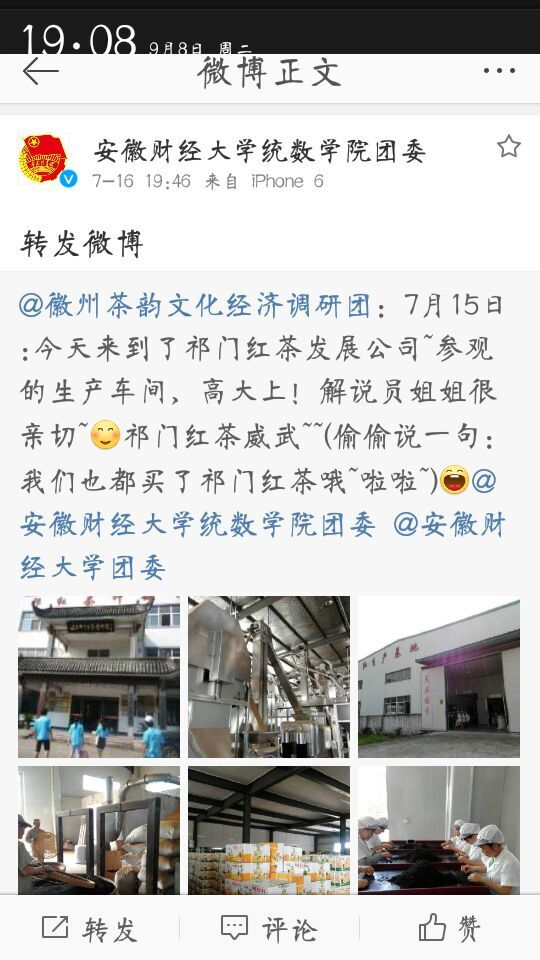 19:08 9月8日 周二
微博正文
安徽财经大学统数学院团委
7-16 19:46 来自 iPhone 6
转发微博
@徽州茶韵文化经济调研团：7月15日
:今天来到了祁门红茶发展公司~参观
的生产车间，高大上！解说员姐姐很
亲切~祁门红茶威武~~(偷偷说一句：
我们也都买了祁门红茶哦~啦啦~)@
安徽财经大学统数学院团委 @安徽财
经大学团委
生产基地
转发
评论
赞